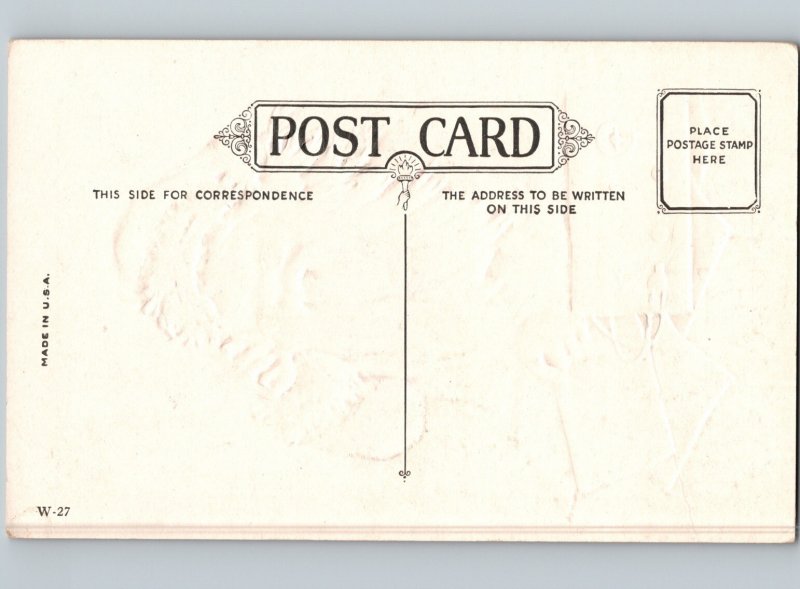 POST CARD
PLACE
POSTAGE STAMP
HERE
THIS SIDE FOR CORRESPONDENCE
THE ADDRESS TO BE WRITTEN
ON THIS SIDE
MADE IN U.S.A.
W-27